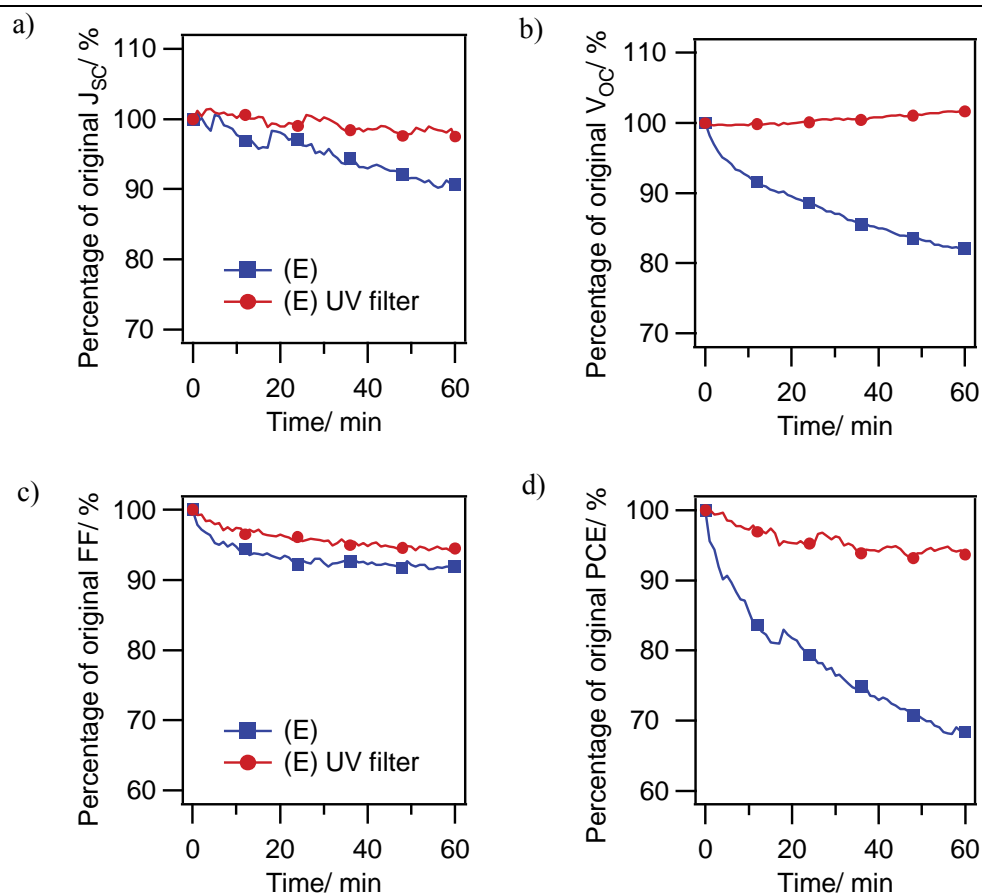 a)
Percentage of original J_SC/ %
110
100
90
80
70
(E)
(E) UV filter
0 20 40 60
Time/ min
b)
Percentage of original V_OC/ %
110
100
90
80
70
0 20 40 60
Time/ min
c)
Percentage of original FF/ %
100
90
80
70
60
(E)
(E) UV filter
0 20 40 60
Time/ min
d)
Percentage of original PCE/ %
100
90
80
70
60
0 20 40 60
Time/ min